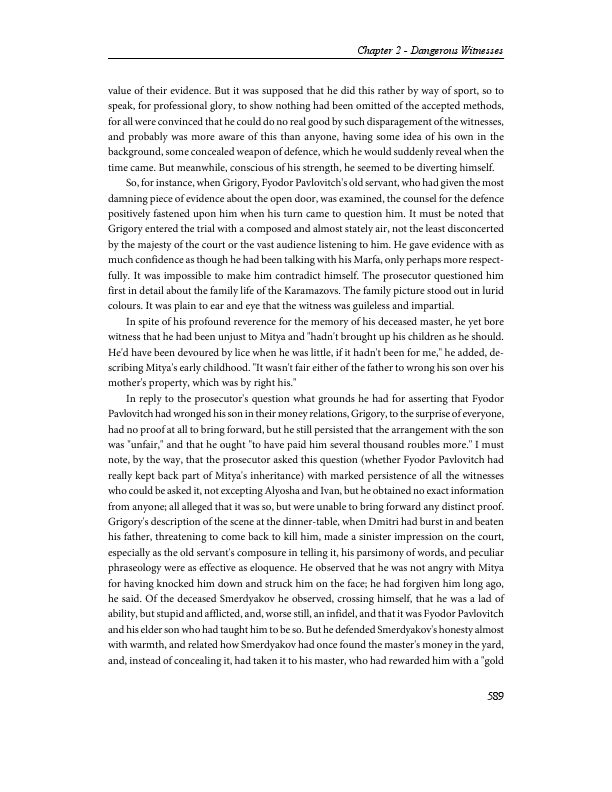 Chapter 2 - Dangerous Witnesses
value of their evidence. But it was supposed that he did this rather by way of sport, so to
speak, for professional glory, to show nothing had been omitted of the accepted methods,
for all were convinced that he could do no real good by such disparagement of the witnesses,
and probably was more aware of this than anyone, having some idea of his own in the
background, some concealed weapon of defence, which he would suddenly reveal when the
time came. But meanwhile, conscious of his strength, he seemed to be diverting himself.
So, for instance, when Grigory, Fyodor Pavlovitch's old servant, who had given the most
damning piece of evidence about the open door, was examined, the counsel for the defence
positively fastened upon him when his turn came to question him. It must be noted that
Grigory entered the trial with a composed and almost stately air, not the least disconcerted
by the majesty of the court or the vast audience listening to him. He gave evidence with as
much confidence as though he had been talking with his Marfa, only perhaps more respect-
fully. It was impossible to make him contradict himself. The prosecutor questioned him
first in detail about the family life of the Karamazovs. The family picture stood out in lurid
colours. It was plain to ear and eye that the witness was guileless and impartial.
In spite of his profound reverence for the memory of his deceased master, he yet bore
witness that he had been unjust to Mitya and "hadn't brought up his children as he should.
He'd have been devoured by lice when he was little, if it hadn't been for me," he added, de-
scribing Mitya's early childhood. "It wasn't fair either of the father to wrong his son over his
mother's property, which was by right his."
In reply to the prosecutor's question what grounds he had for asserting that Fyodor
Pavlovitch had wronged his son in their money relations, Grigory, to the surprise of everyone,
had no proof at all to bring forward, but he still persisted that the arrangement with the son
was "unfair," and that he ought "to have paid him several thousand roubles more." I must
note, by the way, that the prosecutor asked this question (whether Fyodor Pavlovitch had
really kept back part of Mitya's inheritance) with marked persistence of all the witnesses
who could be asked it, not excepting Alyosha and Ivan, but he obtained no exact information
from anyone; all alleged that it was so, but were unable to bring forward any distinct proof.
Grigory's description of the scene at the dinner-table, when Dmitri had burst in and beaten
his father, threatening to come back to kill him, made a sinister impression on the court,
especially as the old servant's composure in telling it, his parsimony of words, and peculiar
phraseology were as effective as eloquence. He observed that he was not angry with Mitya
for having knocked him down and struck him on the face; he had forgiven him long ago,
he said. Of the deceased Smerdyakov he observed, crossing himself, that he was a lad of
ability, but stupid and afflicted, and, worse still, an infidel, and that it was Fyodor Pavlovitch
and his elder son who had taught him to be so. But he defended Smerdyakov's honesty almost
with warmth, and related how Smerdyakov had once found the master's money in the yard,
and, instead of concealing it, had taken it to his master, who had rewarded him with a "gold
589